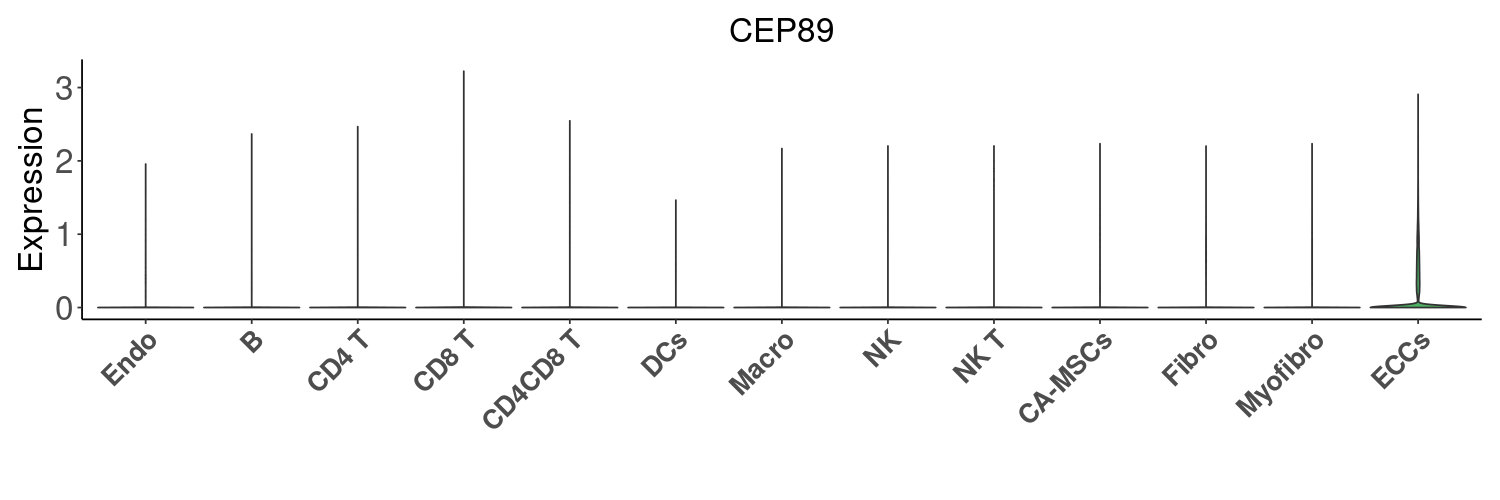 CEP89
Expression
3
2
1
0
Endo
B
CD4 T
CD8 T
CD4CD8 T
DCs
Macro
NK
NK T
CA-MSCs
Fibro
Myofibro
ECCs